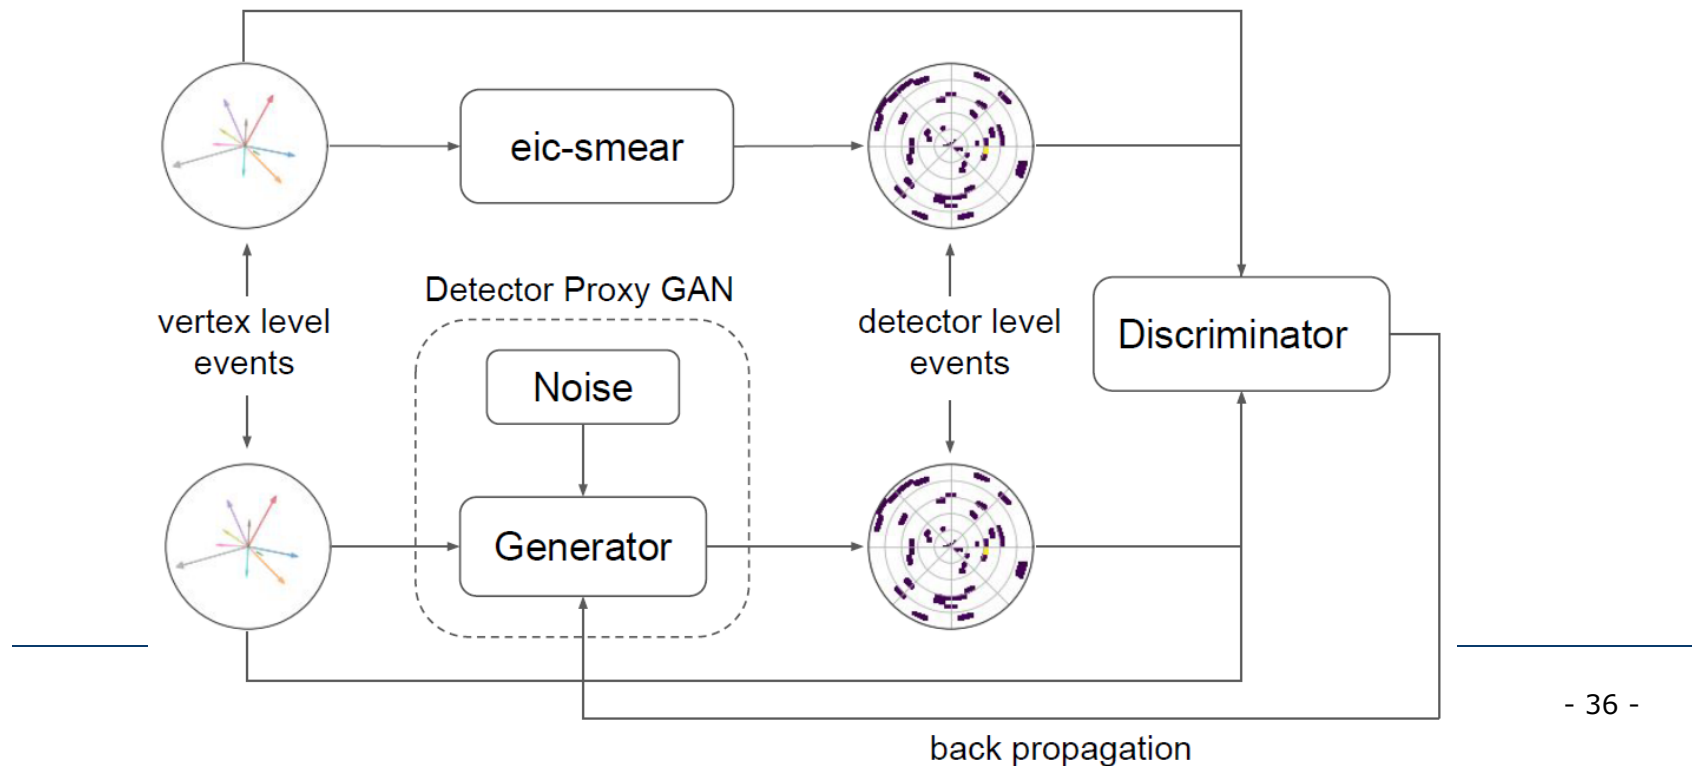 eic-smear
Detector Proxy GAN
vertex level
events
detector level
events
Discriminator
Noise
Generator
- 36 -
back propagation